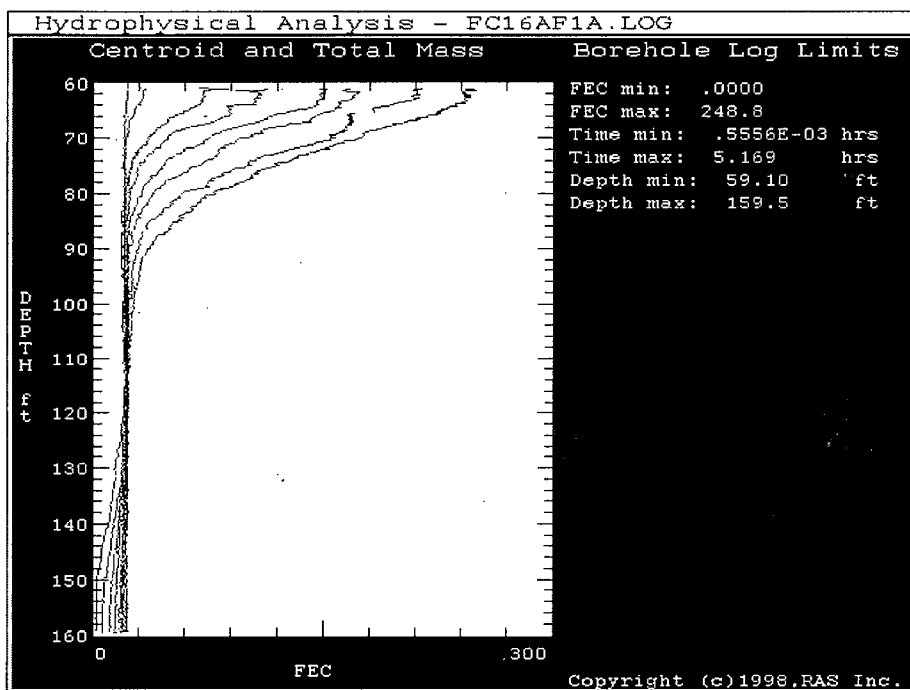 Hydrophysical Analysis - FC16AF1A.LOG
Centroid and Total Mass
Borehole Log Limits
FEC min: .0000
FEC max: 248.8
Time min: .5556E-03 hrs
Time max: 5.169 hrs
Depth min: 59.10 ft
Depth max: 159.5 ft
DEPTH ft
60
70
80
90
100
110
120
130
140
150
160
0
.300
FEC
Copyright (c)1998,RAS Inc.